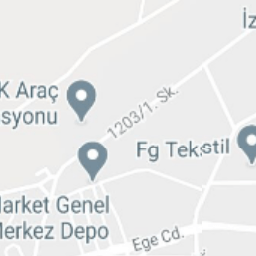 İz
K Araç
syonu
1203/1. Sk.
Fg Tekstil
Market Genel
Merkez Depo
Ege Cd.